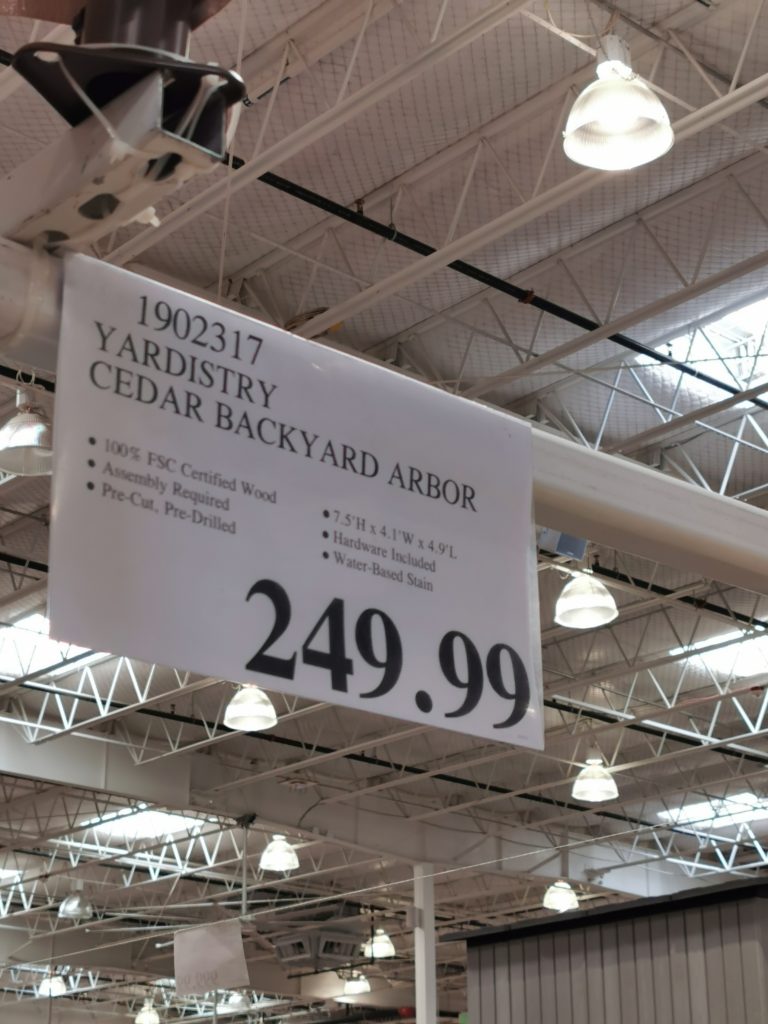 1902317
YARDISTRY
CEDAR BACKYARD ARBOR
• 100% FSC Certified Wood
• Assembly Required
• Pre-Cut, Pre-Drilled
• 7.5'H x 4.1'W x 4.9'L
• Hardware Included
• Water-Based Stain
249.99